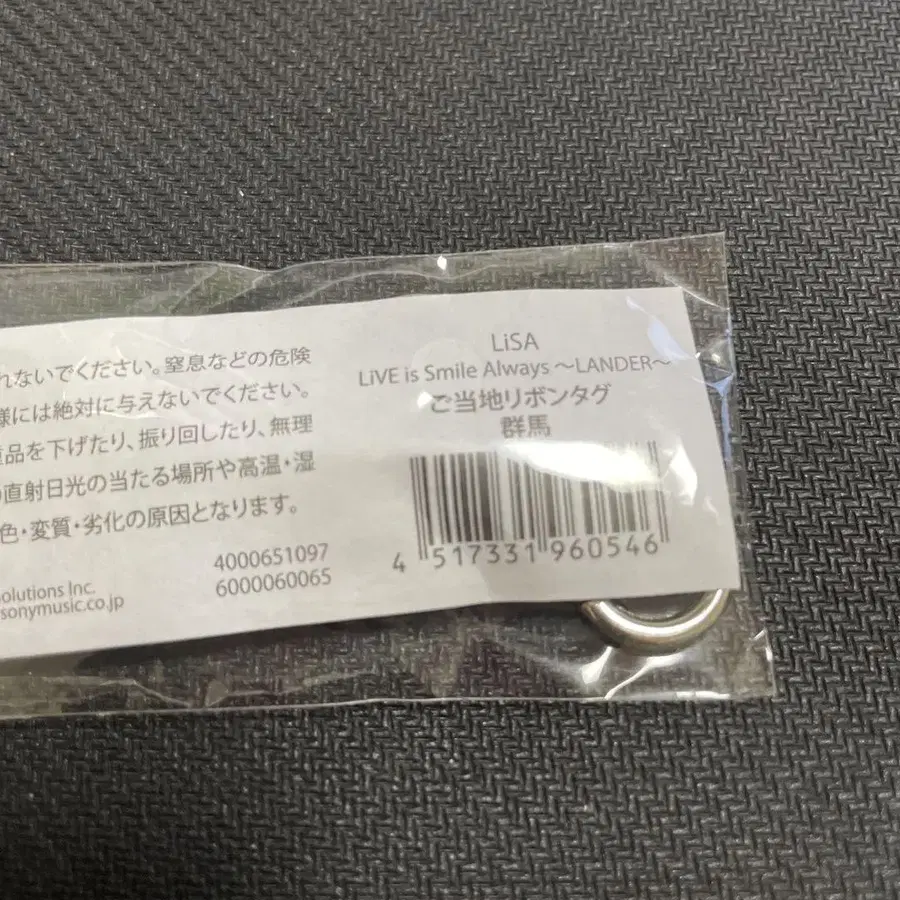 れないでください。窒息などの危険
様には絶対に与えないでください。
品を下げたり、振り回したり、無理
直射日光の当たる場所や高温・湿
色・変質・劣化の原因となります。
4000651097
6000060065
olutions Inc.
sonymusic.co.jp
LiSA
LiVE is Smile Always ～LANDER～
ご当地リボンタグ
群馬
4 517331 960546